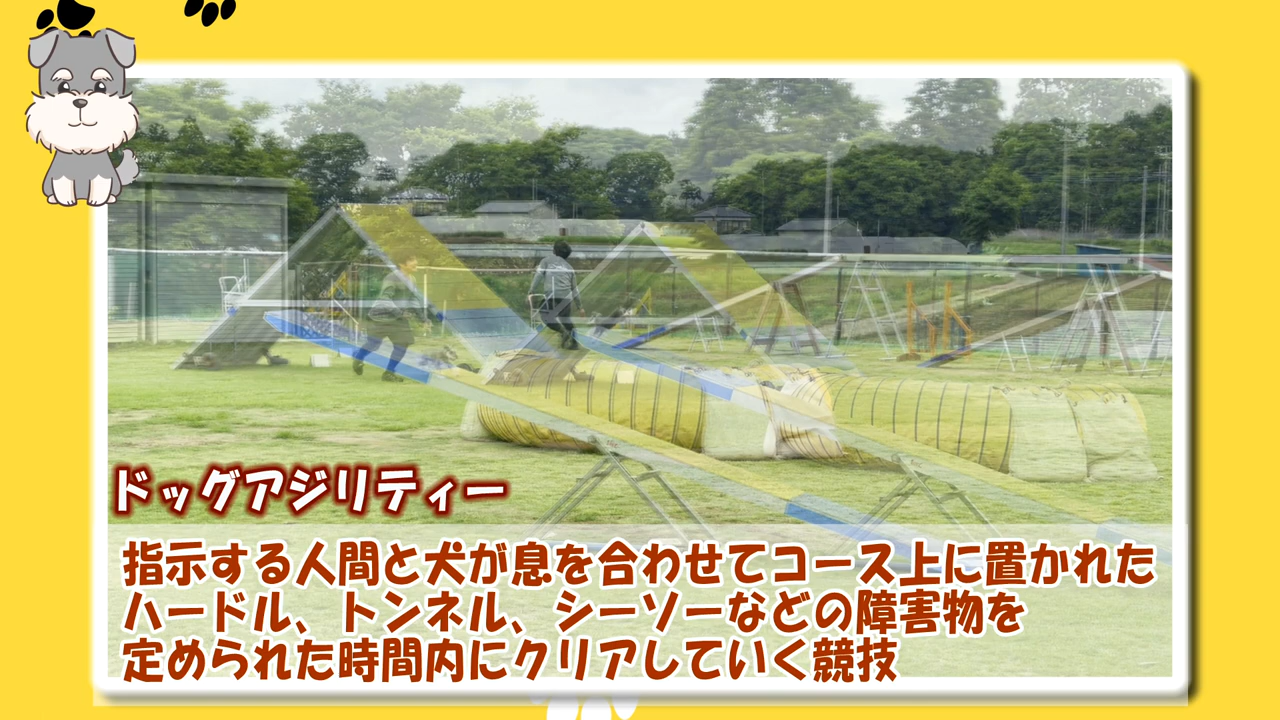 ドッグアジリティー
指示する人間と犬が息を合わせてコース上に置かれた
ハードル、トンネル、シーソーなどの障害物を
定められた時間内にクリアしていく競技